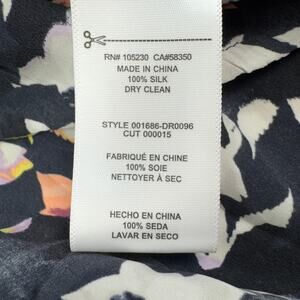 RN# 105230 CA#58350
MADE IN CHINA
100% SILK
DRY CLEAN
STYLE 001686-DR0096
CUT 000015
FABRIQUÉ EN CHINE
100% SOIE
NETTOYER À SEC
HECHO EN CHINA
100% SEDA
LAVAR EN SECO